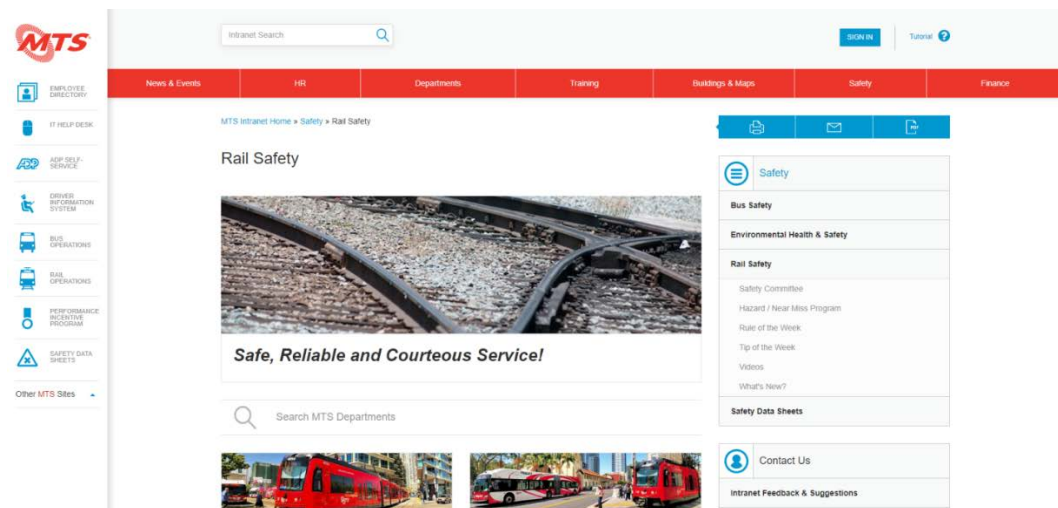 MTS
Intranet Search
SIGN IN
Tutorial ?
News & Events
HR
Departments
Training
Buildings & Maps
Safety
Finance
EMPLOYEE
DIRECTORY
IT HELP DESK
ADP SELF-
SERVICE
DRIVER
INFORMATION
SYSTEM
BUS
OPERATIONS
RAIL
OPERATIONS
PERFORMANCE
INCENTIVE
PROGRAM
SAFETY DATA
SHEETS
Other MTS Sites
MTS Intranet Home » Safety » Rail Safety
Rail Safety
Safe, Reliable and Courteous Service!
Search MTS Departments
PDF
Safety
Bus Safety
Environmental Health & Safety
Rail Safety
Safety Committee
Hazard / Near Miss Program
Rule of the Week
Tip of the Week
Videos
What's New?
Safety Data Sheets
Contact Us
Intranet Feedback & Suggestions